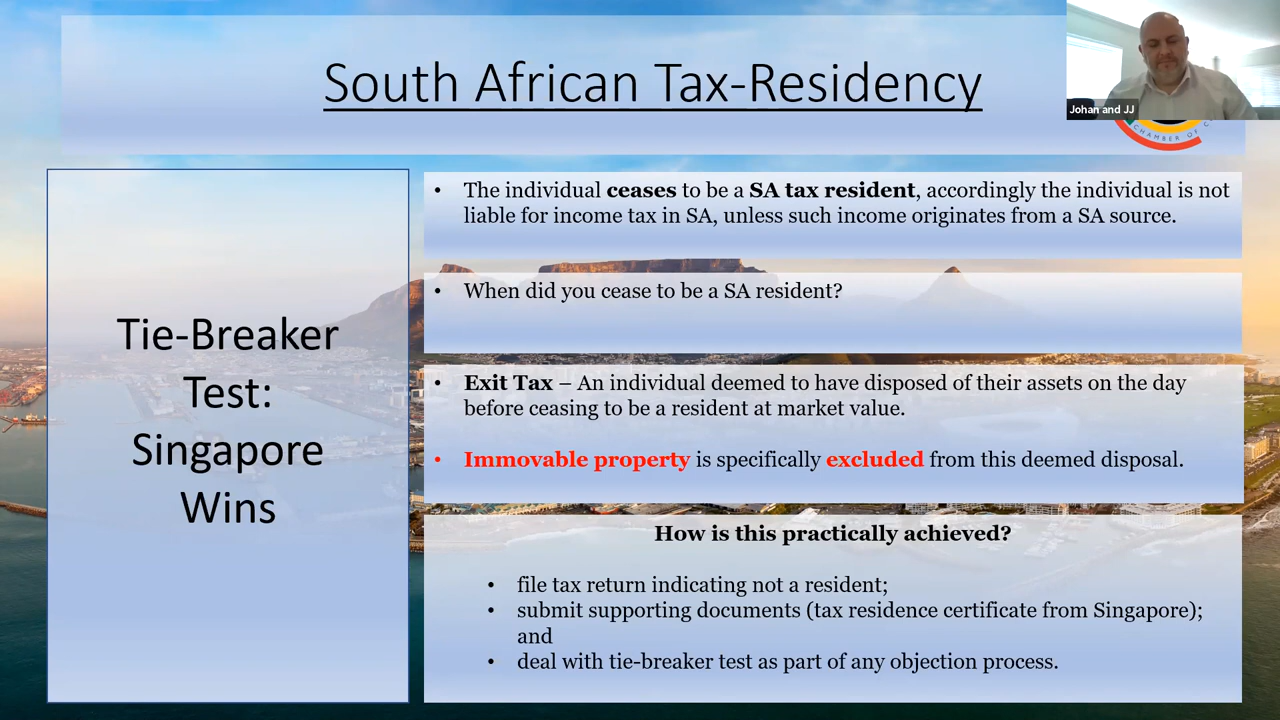 South African Tax-Residency
Johan and JJ
CHAMBER OF C
Tie-Breaker
Test:
Singapore
Wins
• The individual ceases to be a SA tax resident, accordingly the individual is not
liable for income tax in SA, unless such income originates from a SA source.
• When did you cease to be a SA resident?
• Exit Tax – An individual deemed to have disposed of their assets on the day
before ceasing to be a resident at market value.
• Immovable property is specifically excluded from this deemed disposal.
How is this practically achieved?
• file tax return indicating not a resident;
• submit supporting documents (tax residence certificate from Singapore);
and
• deal with tie-breaker test as part of any objection process.